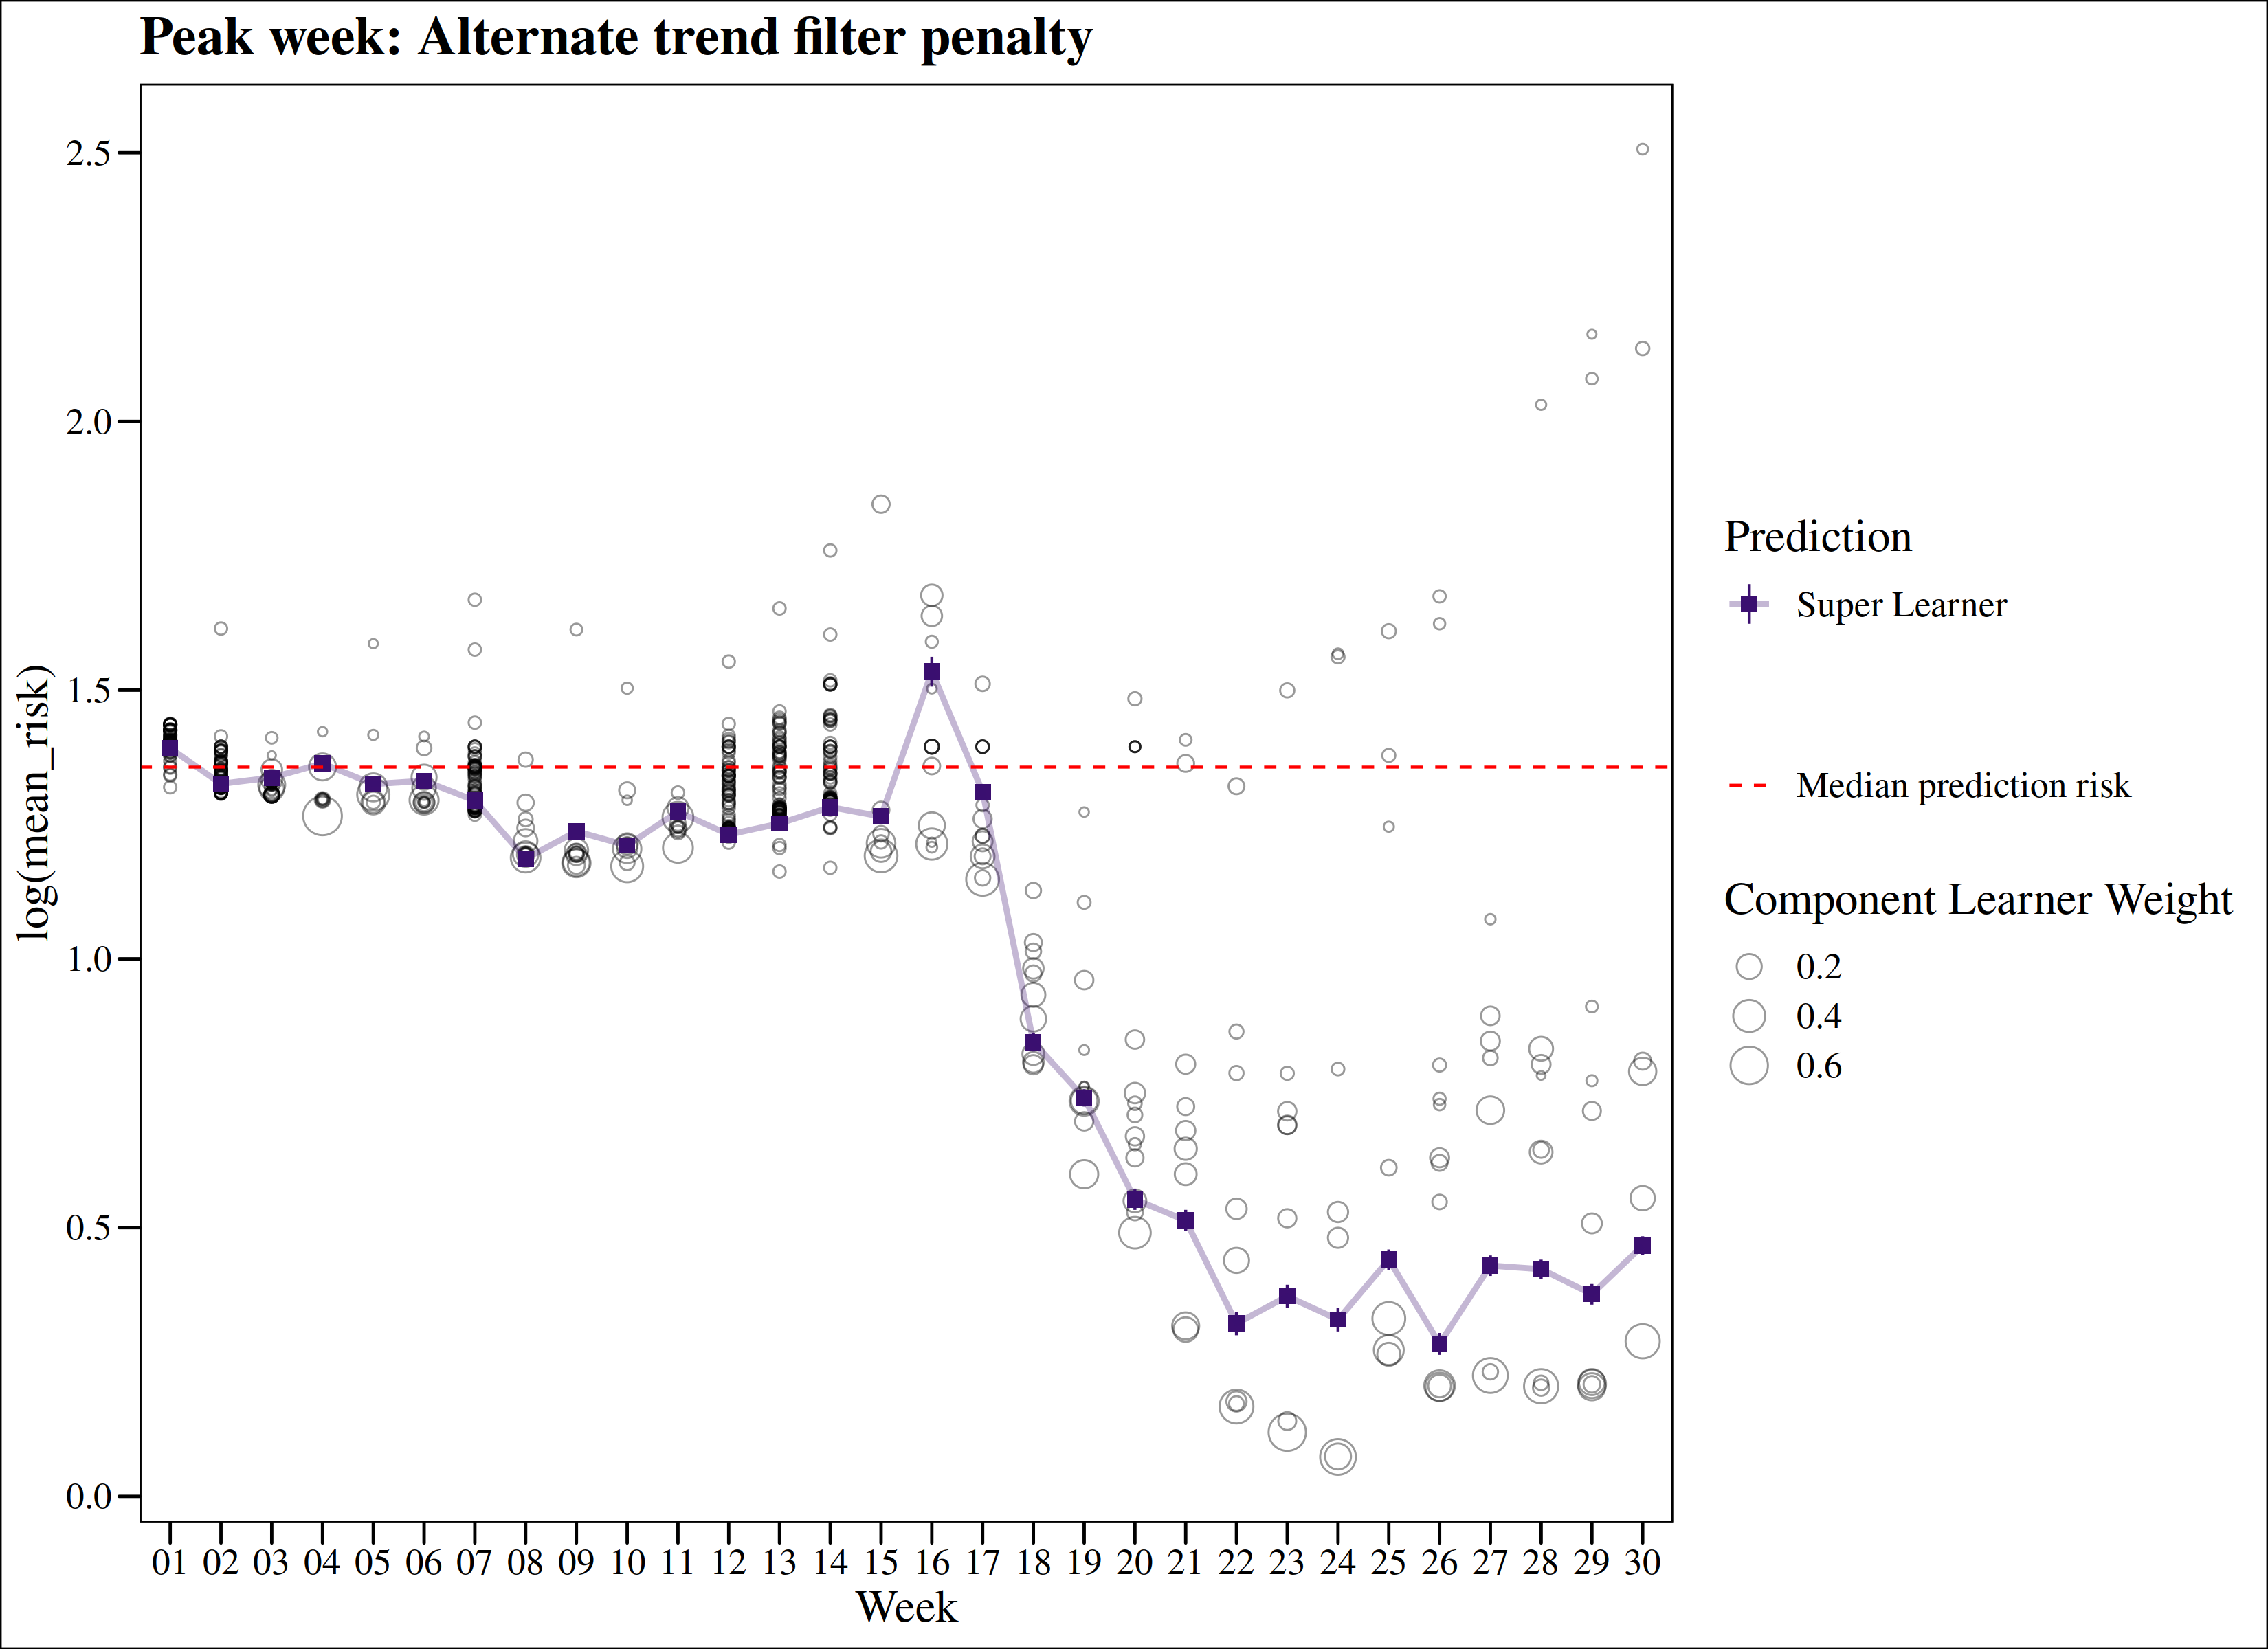 Peak week: Alternate trend filter penalty
log(mean_risk)
2.5
2.0
1.5
1.0
0.5
0.0
01 02 03 04 05 06 07 08 09 10 11 12 13 14 15 16 17 18 19 20 21 22 23 24 25 26 27 28 29 30
Week
Prediction
Super Learner
Median prediction risk
Component Learner Weight
0.2
0.4
0.6